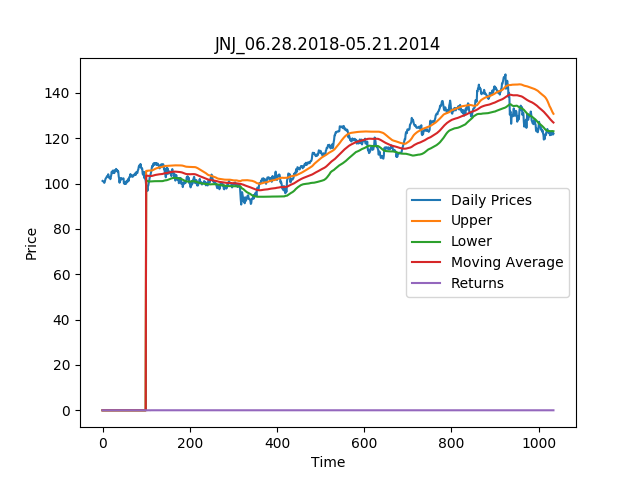 JNJ_06.28.2018-05.21.2014
Price
140
120
100
80
60
40
20
0
Daily Prices
Upper
Lower
Moving Average
Returns
0 200 400 600 800 1000
Time